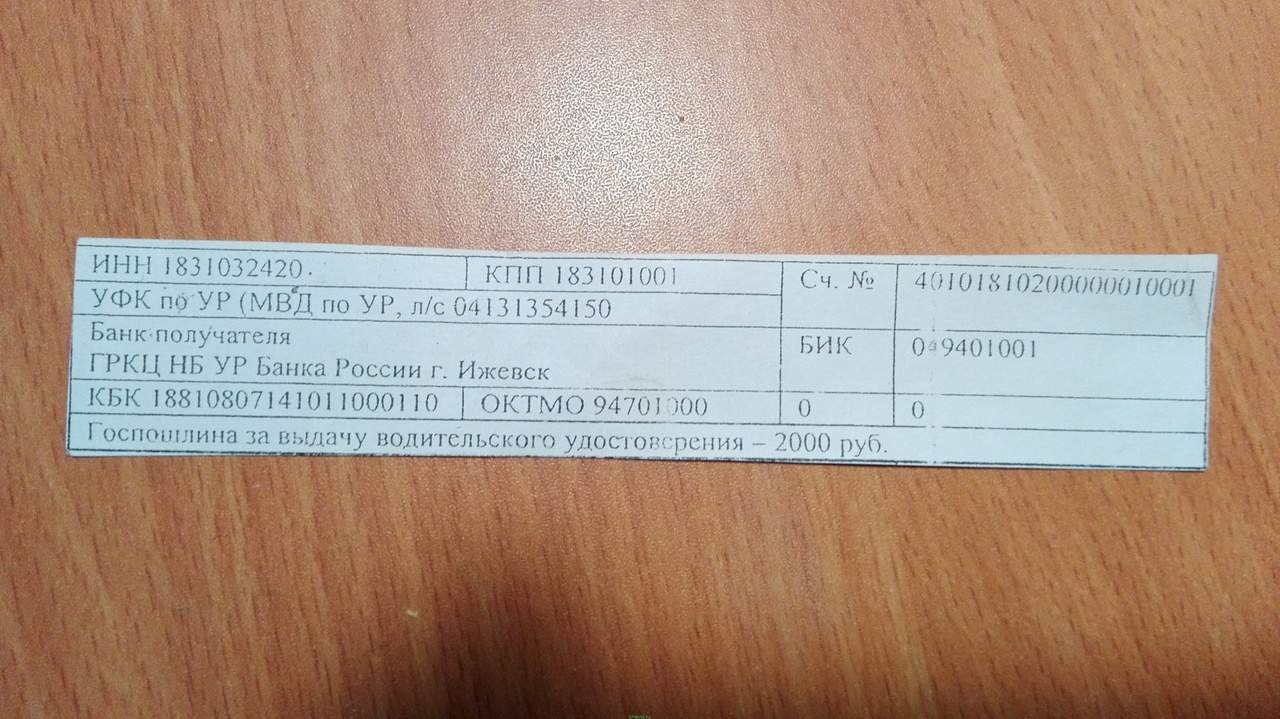 ИНН 1831032420. КПП 183101001 Сч. № 40101810200000010001
УФК по УР (МВД по УР, л/с 04131354150
Банк получателя
ГРКЦ НБ УР Банка России г. Ижевск
БИК 049401001
КБК 18810807141011000110 ОКТМО 94701000 0 0
Госпошлина за выдачу водительского удостоверения – 2000 руб.